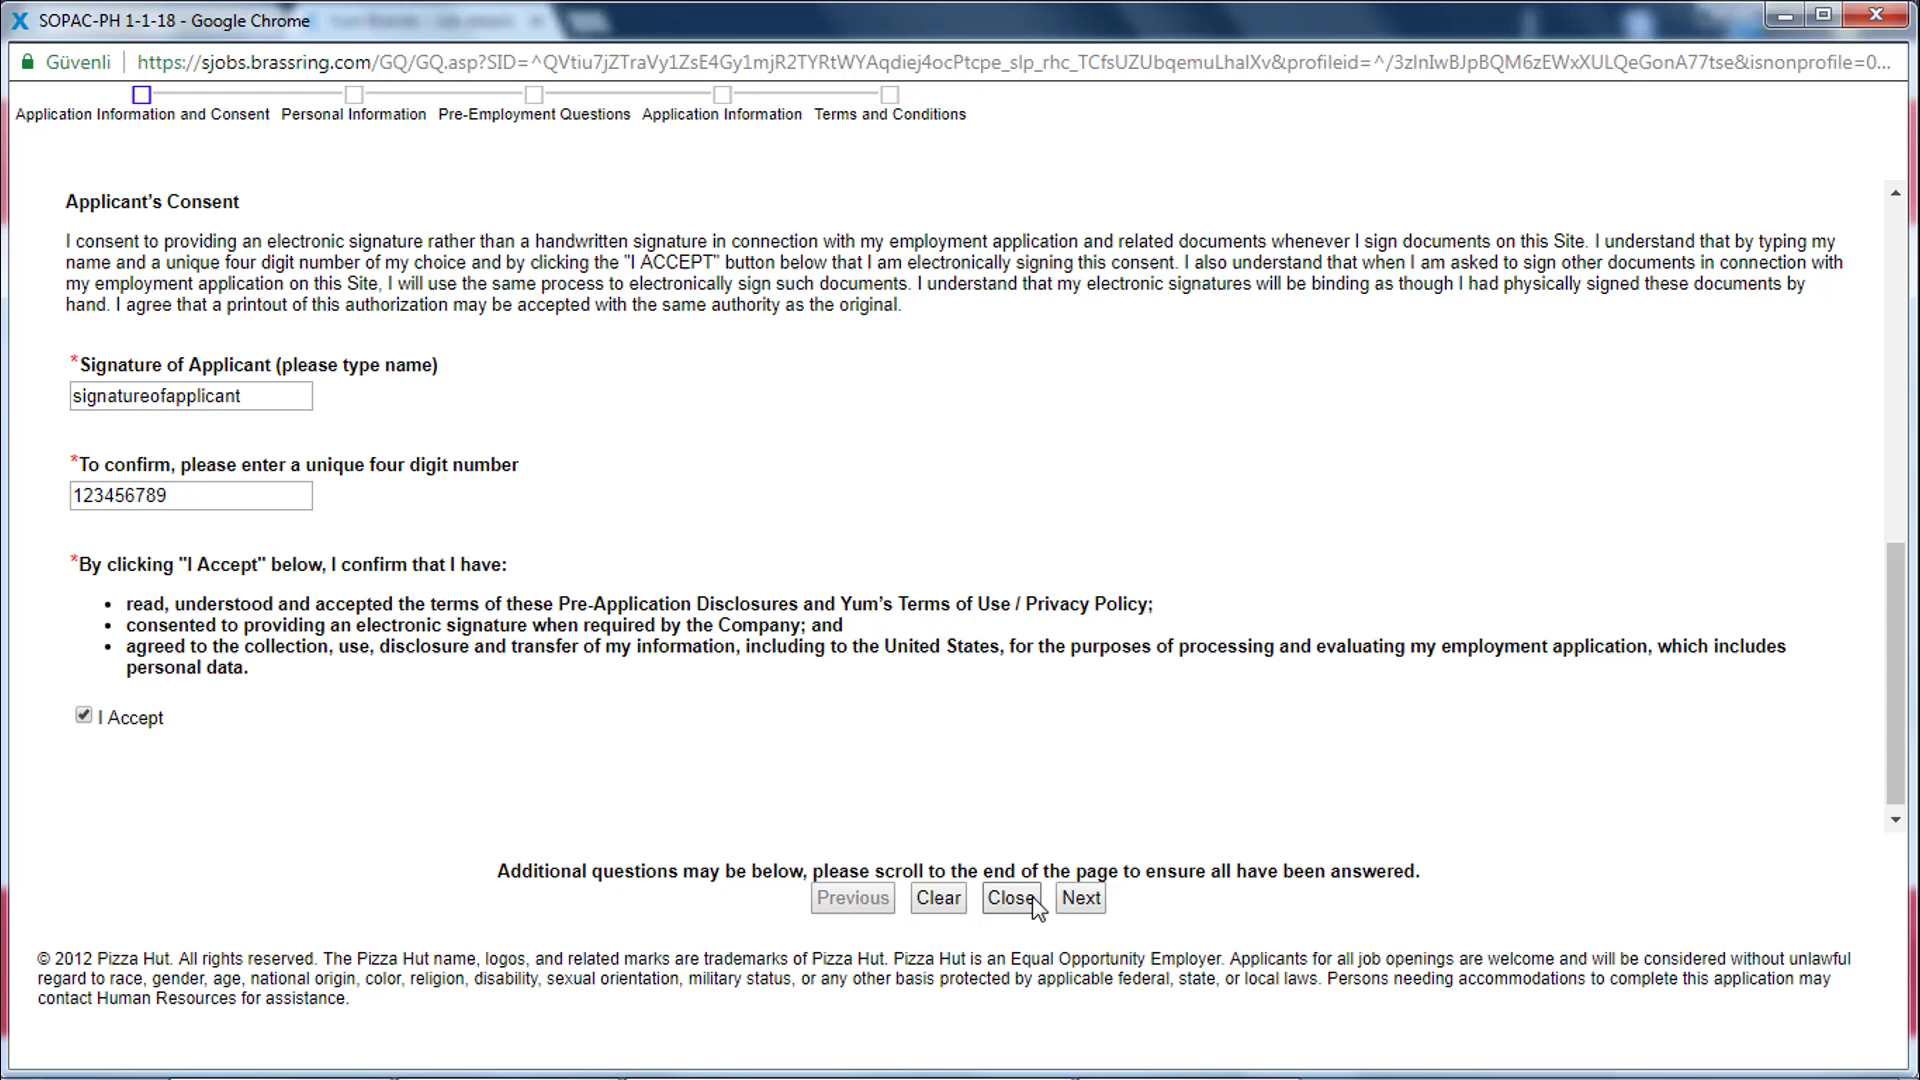 SOPAC-PH 1-1-18 - Google Chrome
Güvenli
https://sjobs.brassring.com/GQ/GQ.asp?SID=^QVtiu7jZTraVy1ZsE4Gy1mjR2TYRtWYAqdiej4ocPtcpe_slp_rhc_TCfsUZUbqemuLhalXv&profileid=^/3zlnIwBJpBQM6zEWxXULQeGonA77tse&isnonprofile=0...
Application Information and Consent Personal Information Pre-Employment Questions Application Information Terms and Conditions
Applicant's Consent
I consent to providing an electronic signature rather than a handwritten signature in connection with my employment application and related documents whenever I sign documents on this Site. I understand that by typing my
name and a unique four digit number of my choice and by clicking the "I ACCEPT" button below that I am electronically signing this consent. I also understand that when I am asked to sign other documents in connection with
my employment application on this Site, I will use the same process to electronically sign such documents. I understand that my electronic signatures will be binding as though I had physically signed these documents by
hand. I agree that a printout of this authorization may be accepted with the same authority as the original.
*Signature of Applicant (please type name)
signatureofapplicant
*To confirm, please enter a unique four digit number
123456789
*By clicking "I Accept" below, I confirm that I have:
• read, understood and accepted the terms of these Pre-Application Disclosures and Yum's Terms of Use / Privacy Policy;
• consented to providing an electronic signature when required by the Company; and
• agreed to the collection, use, disclosure and transfer of my information, including to the United States, for the purposes of processing and evaluating my employment application, which includes
personal data.
I Accept
Additional questions may be below, please scroll to the end of the page to ensure all have been answered.
Previous Clear Close Next
© 2012 Pizza Hut. All rights reserved. The Pizza Hut name, logos, and related marks are trademarks of Pizza Hut. Pizza Hut is an Equal Opportunity Employer. Applicants for all job openings are welcome and will be considered without unlawful
regard to race, gender, age, national origin, color, religion, disability, sexual orientation, military status, or any other basis protected by applicable federal, state, or local laws. Persons needing accommodations to complete this application may
contact Human Resources for assistance.